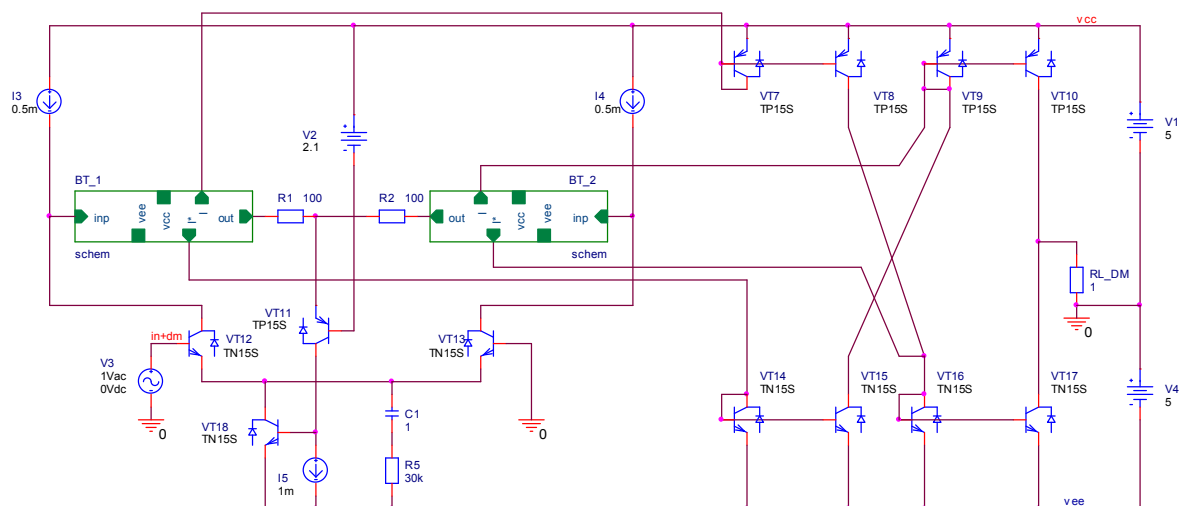 vcc
I3
0.5m
I4
0.5m
V2
2.1
VT7
TP15S
VT8
TP15S
VT9
TP15S
VT10
TP15S
V1
5
BT_1
inp
vee
vcc
I
I*
out
schem
R1 100
R2 100
BT_2
out
I
I*
vcc
vee
inp
schem
RL_DM
1
0
in+dm
VT12
TN15S
VT11
TP15S
VT13
TN15S
V3
1Vac
0Vdc
0
0
VT14
TN15S
VT15
TN15S
VT16
TN15S
VT17
TN15S
V4
5
VT18
TN15S
C1
1
I5
1m
R5
30k
vee